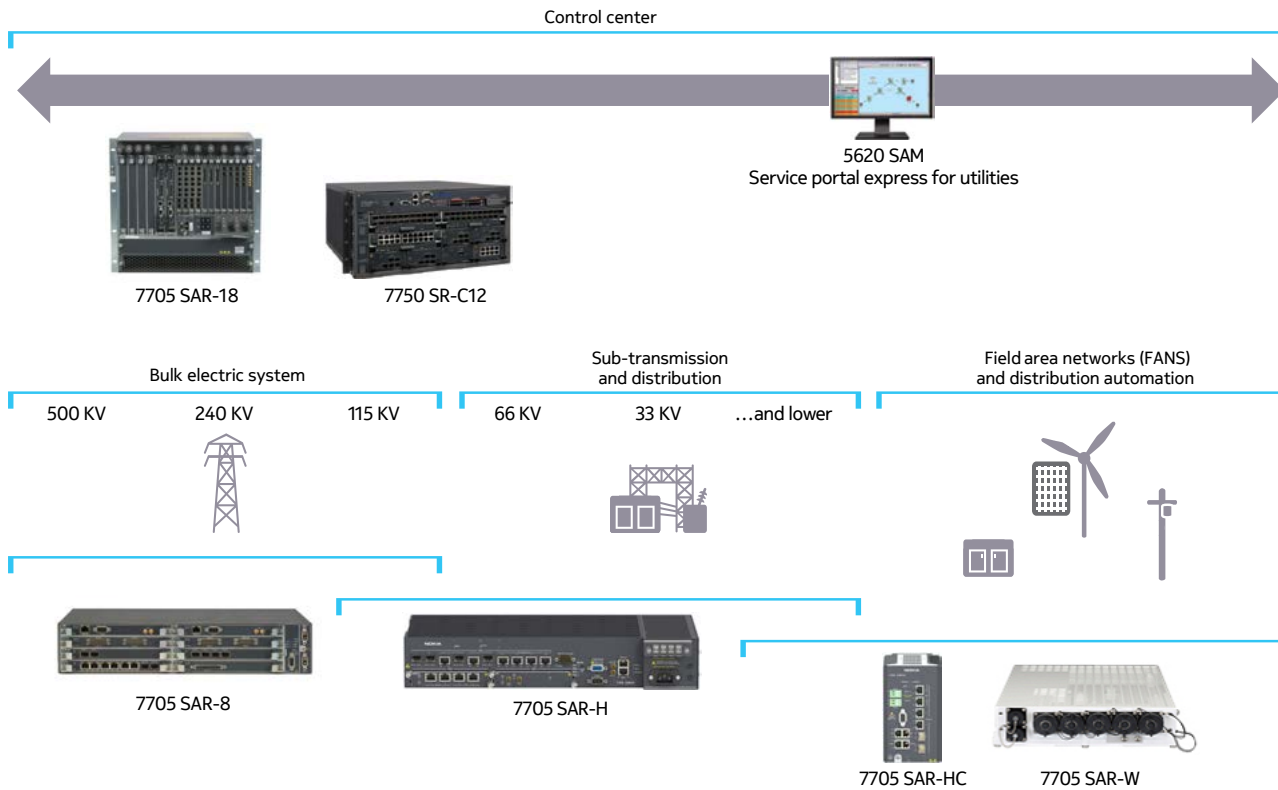 Control center
5620 SAM
Service portal express for utilities
7705 SAR-18
7750 SR-C12
Bulk electric system
Sub-transmission
and distribution
Field area networks (FANS)
and distribution automation
500 KV
240 KV
115 KV
66 KV
33 KV
…and lower
NOKIA
7705 SAR-8
7705 SAR-H
NOKIA
7705 SAR-HC
7705 SAR-W